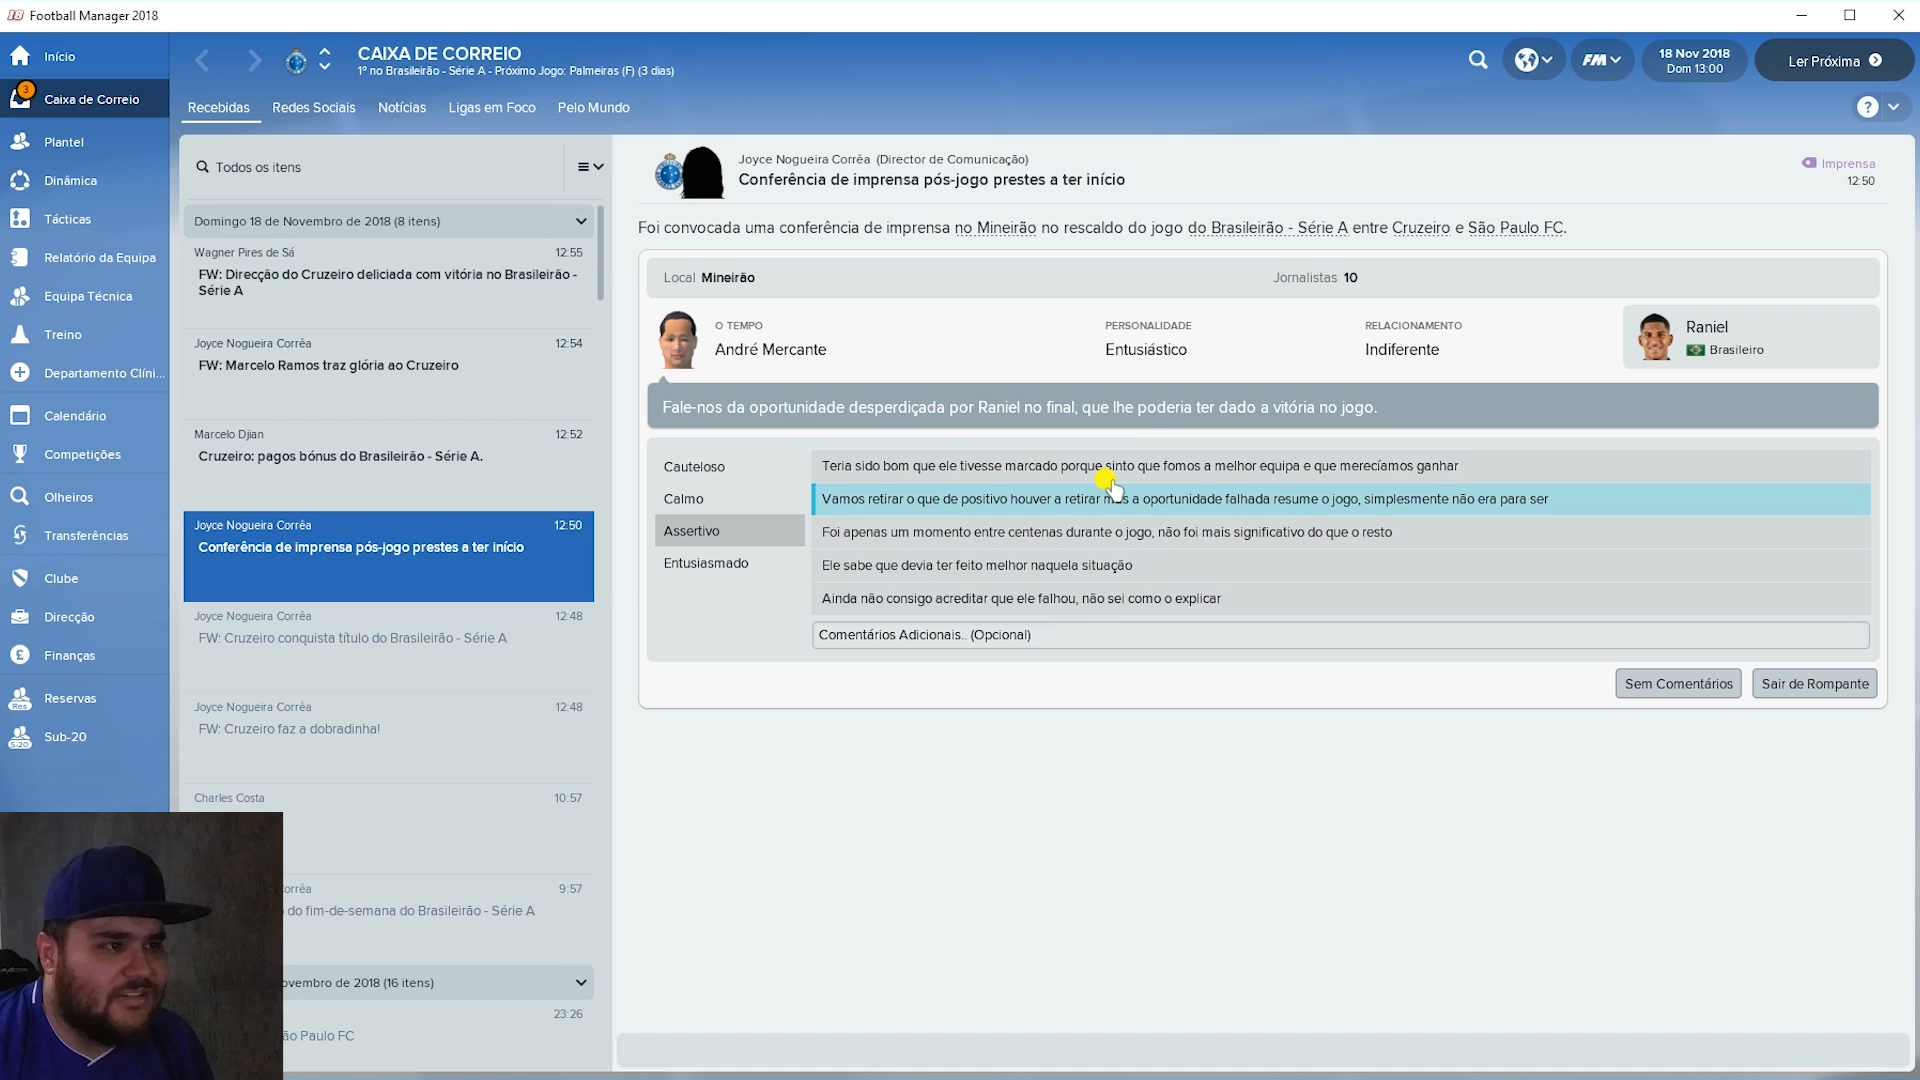 Football Manager 2018
Início
3
Caixa de Correio
Plantel
Dinâmica
Tácticas
Relatório da Equipa
Equipa Técnica
Treino
Departamento Clíni...
Calendário
Competições
Olheiros
Transferências
Clube
Direcção
Finanças
Reservas
Sub-20
CAIXA DE CORREIO
1º no Brasileirão - Série A - Próximo Jogo: Palmeiras (F) (3 dias)
FM
18 Nov 2018
Dom 13:00
Ler Próxima
Recebidas Redes Sociais Notícias Ligas em Foco Pelo Mundo
?
Todos os itens
Domingo 18 de Novembro de 2018 (8 itens)
Wagner Pires de Sá 12:55
FW: Direcção do Cruzeiro deliciada com vitória no Brasileirão -
Série A
Joyce Nogueira Corrêa 12:54
FW: Marcelo Ramos traz glória ao Cruzeiro
Marcelo Djian 12:52
Cruzeiro: pagos bónus do Brasileirão - Série A.
Joyce Nogueira Corrêa 12:50
Conferência de imprensa pós-jogo prestes a ter início
Joyce Nogueira Corrêa 12:48
FW: Cruzeiro conquista título do Brasileirão - Série A
Joyce Nogueira Corrêa 12:48
FW: Cruzeiro faz a dobradinha!
Charles Costa 10:57
orrêa 9:57
do fim-de-semana do Brasileirão - Série A
ovembro de 2018 (16 itens)
23:26
ão Paulo FC
Joyce Nogueira Corrêa (Director de Comunicação)
Conferência de imprensa pós-jogo prestes a ter início
Imprensa
12:50
Foi convocada uma conferência de imprensa no Mineirão no rescaldo do jogo do Brasileirão - Série A entre Cruzeiro e São Paulo FC.
Local Mineirão Jornalistas 10
O TEMPO PERSONALIDADE RELACIONAMENTO
André Mercante Entusiástico Indiferente
Raniel
Brasileiro
Fale-nos da oportunidade desperdiçada por Raniel no final, que lhe poderia ter dado a vitória no jogo.
Cauteloso
Calmo
Assertivo
Entusiasmado
Teria sido bom que ele tivesse marcado porque sinto que fomos a melhor equipa e que merecíamos ganhar
Vamos retirar o que de positivo houver a retirar mas a oportunidade falhada resume o jogo, simplesmente não era para ser
Foi apenas um momento entre centenas durante o jogo, não foi mais significativo do que o resto
Ele sabe que devia ter feito melhor naquela situação
Ainda não consigo acreditar que ele falhou, não sei como o explicar
Comentários Adicionais.. (Opcional)
Sem Comentários Sair de Rompante